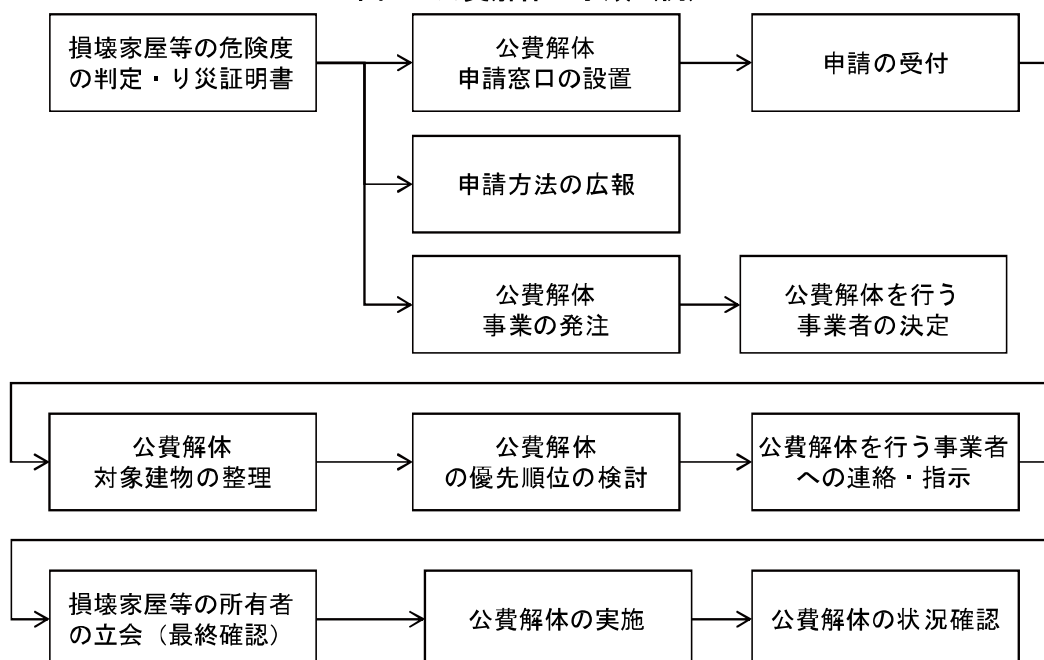 損壊家屋等の危険度
の判定・り災証明書
公費解体
申請窓口の設置
申請の受付
申請方法の広報
公費解体
事業の発注
公費解体を行う
事業者の決定
公費解体
対象建物の整理
公費解体
の優先順位の検討
公費解体を行う事業者
への連絡・指示
損壊家屋等の所有者
の立会（最終確認）
公費解体の実施
公費解体の状況確認